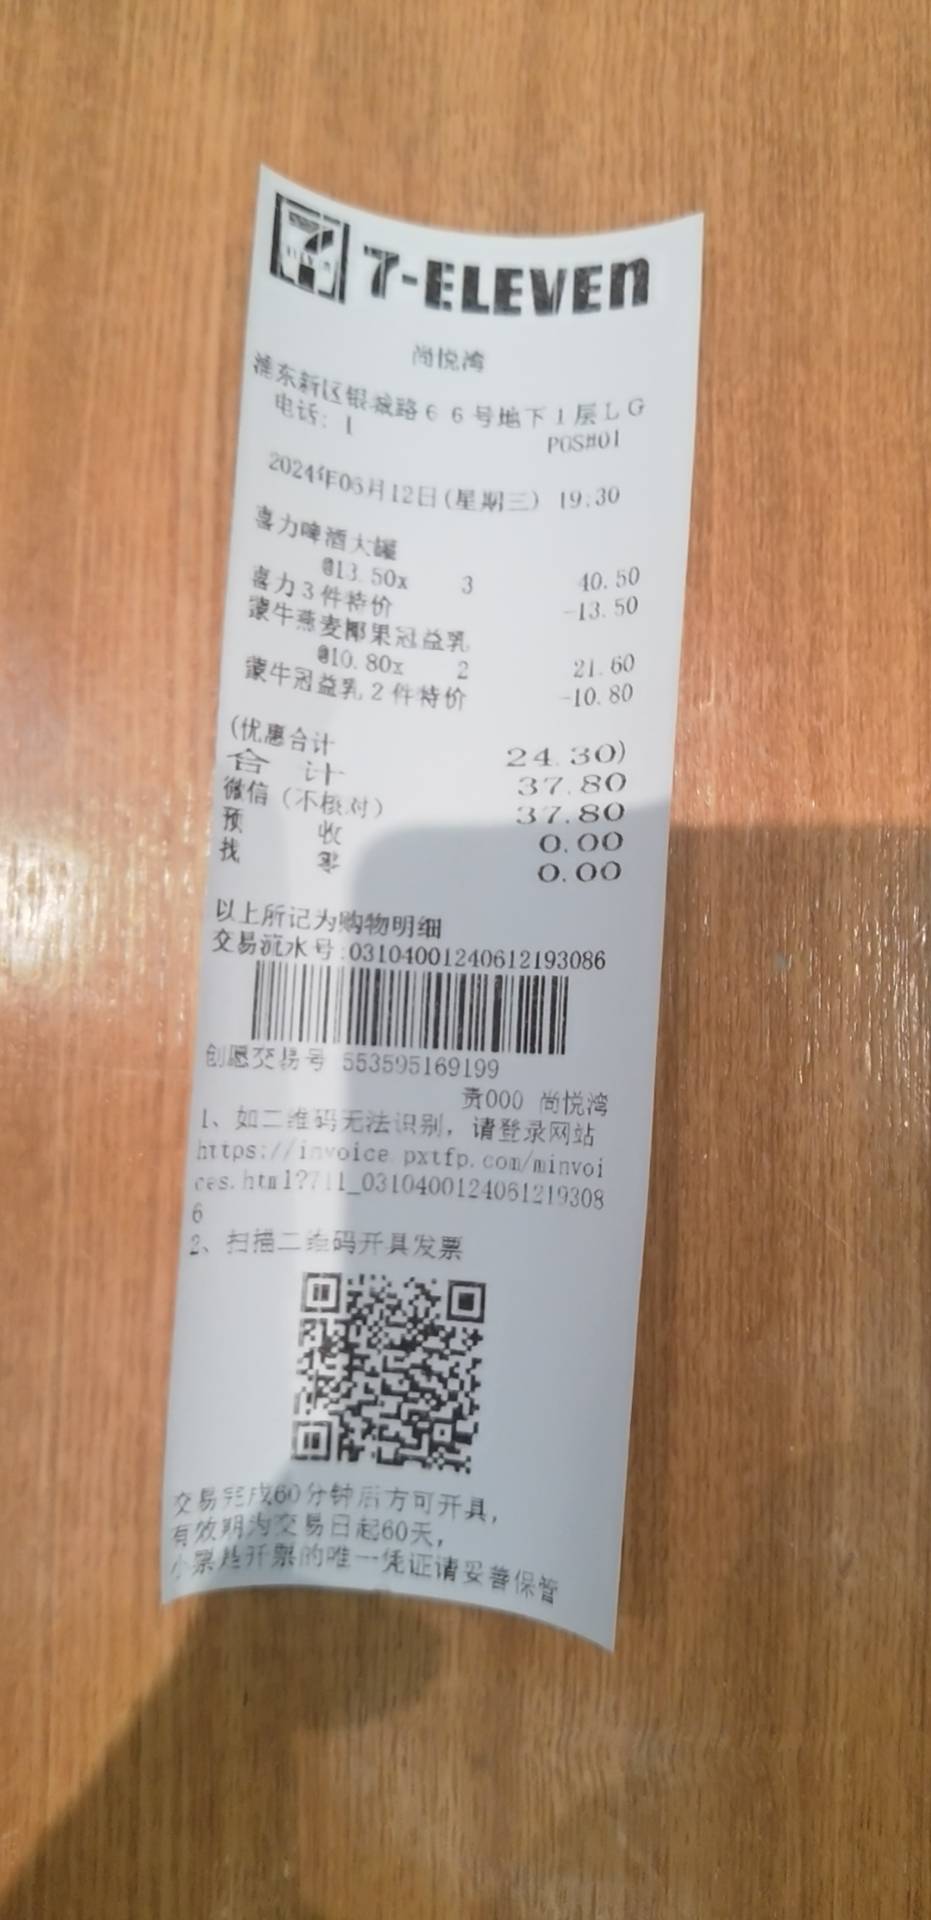 7-ELEVEN
尚悦湾
浦东新区银城路66号地下1层LG
电话: 1
POS#01
2024年06月12日(星期三) 19:30
喜力啤酒大罐
@13.50x 3 40.50
喜力3件特价 -13.50
蒙牛燕麦椰果冠益乳
@10.80x 2 21.60
蒙牛冠益乳2件特价 -10.80
(优惠合计 24.30)
合 计 37.80
微信(不核对) 37.80
预 收 0.00
找 零 0.00
以上所记为购物明细
交易流水号:031040012406121930​86
创愿交易号 553595169199
责000 尚悦湾
1、如二维码无法识别, 请登录网站
https://invoice.pxtfp.com/minvoi
ces.html?711_0310400124061219308
6
2、扫描二维码开具发票
交易完成60分钟后方可开具,
有效期为交易日起60天,
小票是开票的唯一凭证请妥善保管